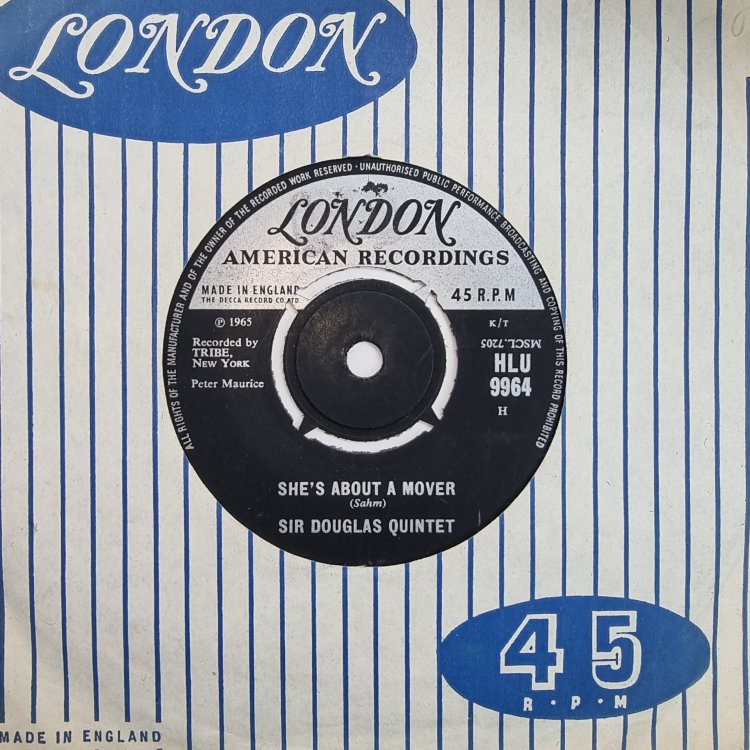 LONDON
ALL RIGHTS OF THE MANUFACTURER AND OF THE OWNER OF THE RECORDED WORK RESERVED · UNAUTHORISED PUBLIC PERFORMANCE BROADCASTING AND COPYING OF THIS RECORD PROHIBITED
LONDON
AMERICAN RECORDINGS
MADE IN ENGLAND
THE DECCA RECORD CO. LTD.
45 R.P.M
℗ 1965
Recorded by
TRIBE,
NEW YORK
Peter Maurice
K/T
MSCL.7205
HLU
9964
H
SHE'S ABOUT A MOVER
(Sahm)
SIR DOUGLAS QUINTET
45
R·P·M
MADE IN ENGLAND